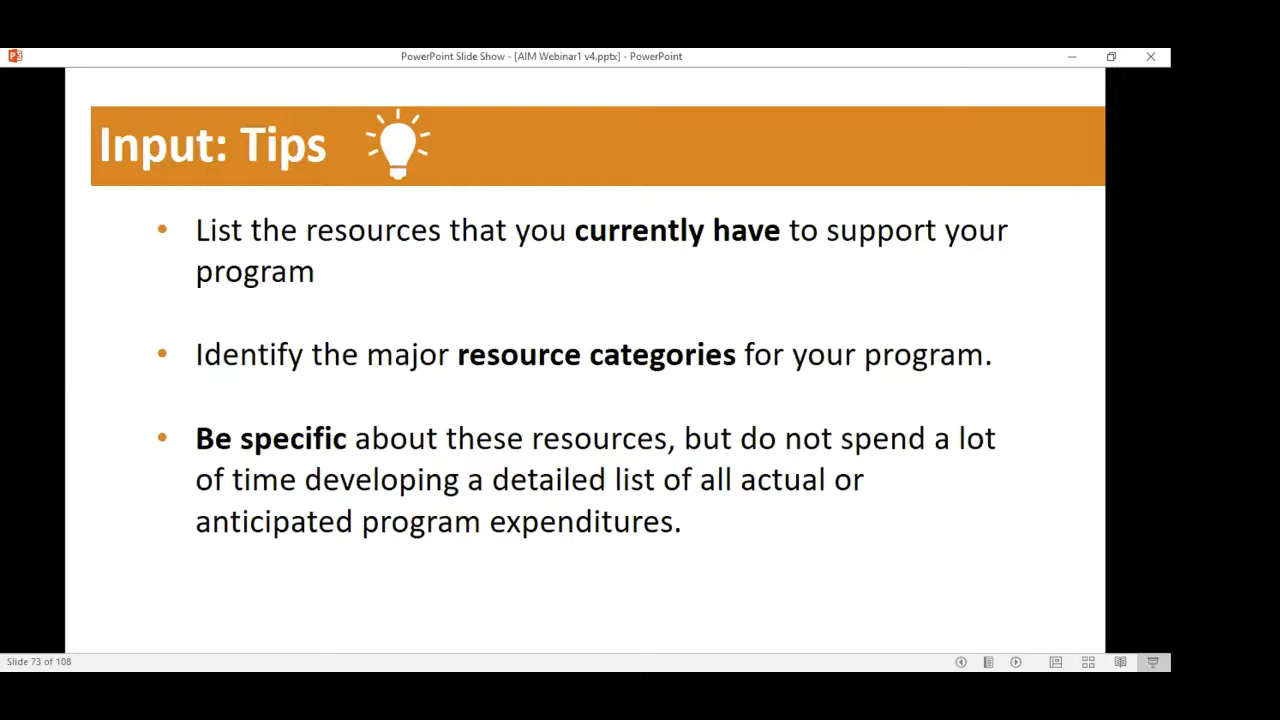 PowerPoint Slide Show - [AIM Webinar1 v4.pptx] - PowerPoint
Input: Tips
• List the resources that you currently have to support your
program
• Identify the major resource categories for your program.
• Be specific about these resources, but do not spend a lot
of time developing a detailed list of all actual or
anticipated program expenditures.
Slide 73 of 108